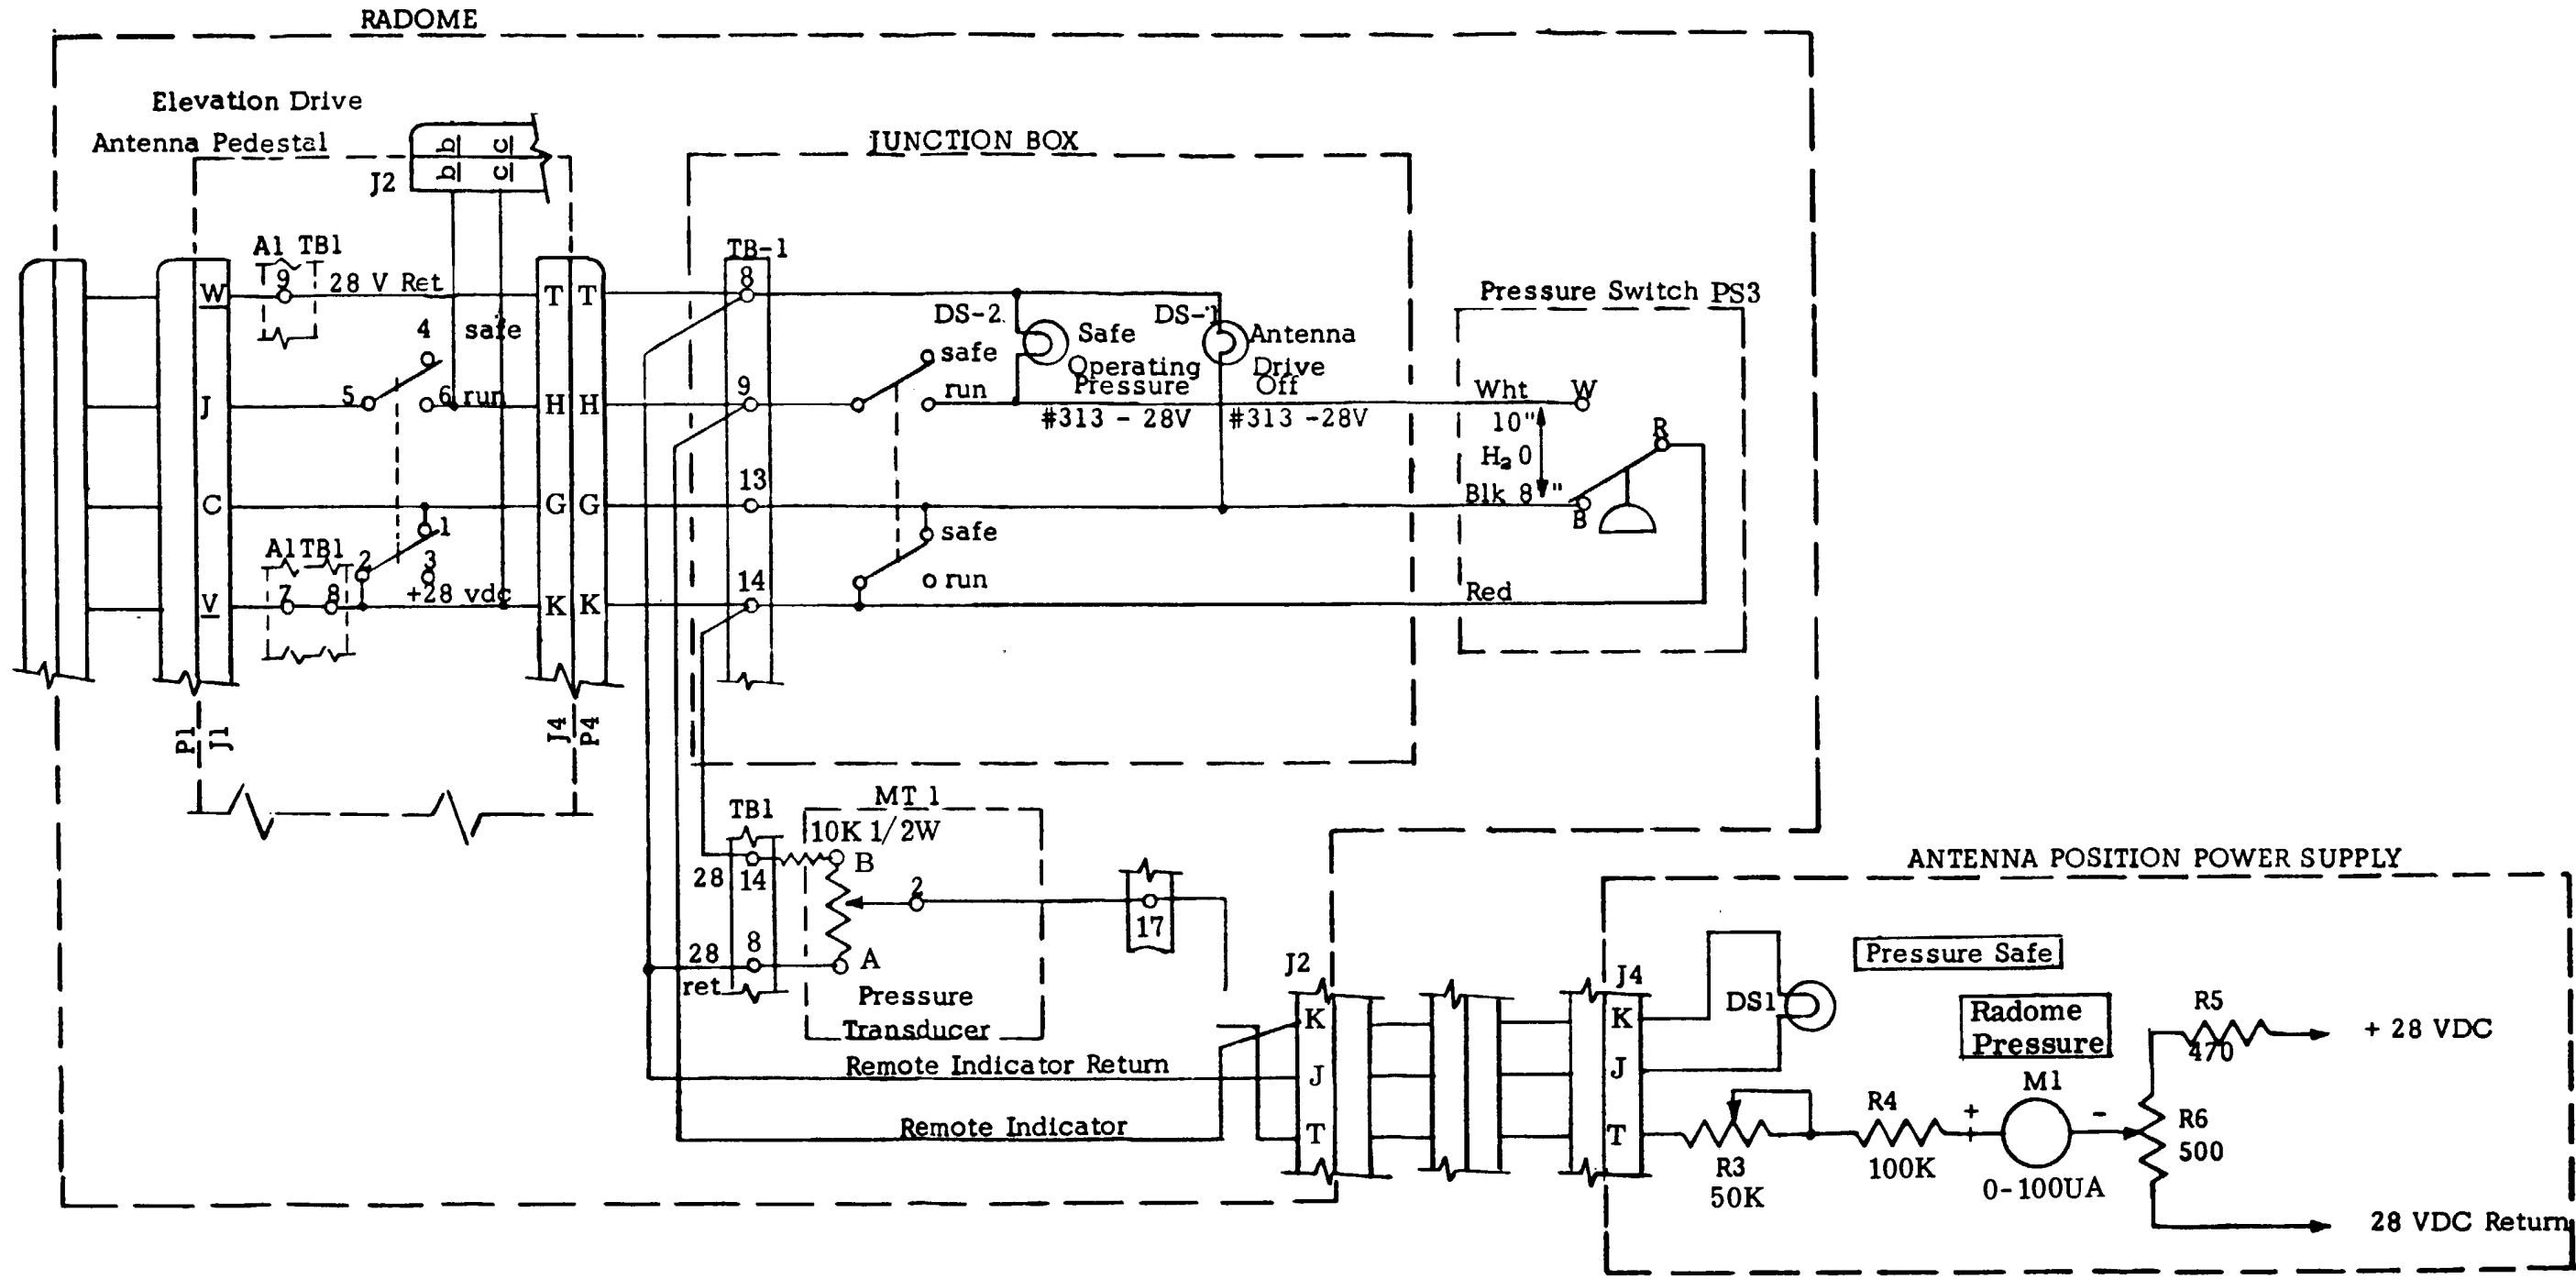 RADOME
Elevation Drive
Antenna Pedestal
J2
b
c
b
c
JUNCTION BOX
A1 TB1
9
28 V Ret
W
T T
4 safe
5
6 run
J
H H
C
G G
1
A1 TB1
2
3
7
8
+28 vdc
V
K K
P1
J1
J4
P4
TB-1
8
9
13
14
DS-2
Safe
Operating
Pressure
#313 - 28V
DS-1
Antenna
Drive
Off
#313 -28V
safe
run
safe
run
Pressure Switch PS3
Wht W
10"
H₂ 0
Blk 8 "
R
B
Red
TB1
MT 1
10K 1/2W
B
28
14
2
17
28
ret
8
A
Pressure
Transducer
Remote Indicator Return
Remote Indicator
J2
K
J
T
ANTENNA POSITION POWER SUPPLY
J4
K
J
T
DS1
Pressure Safe
Radome
Pressure
R5
470
+ 28 VDC
M1
+
-
0-100UA
R4
100K
R3
50K
R6
500
28 VDC Return